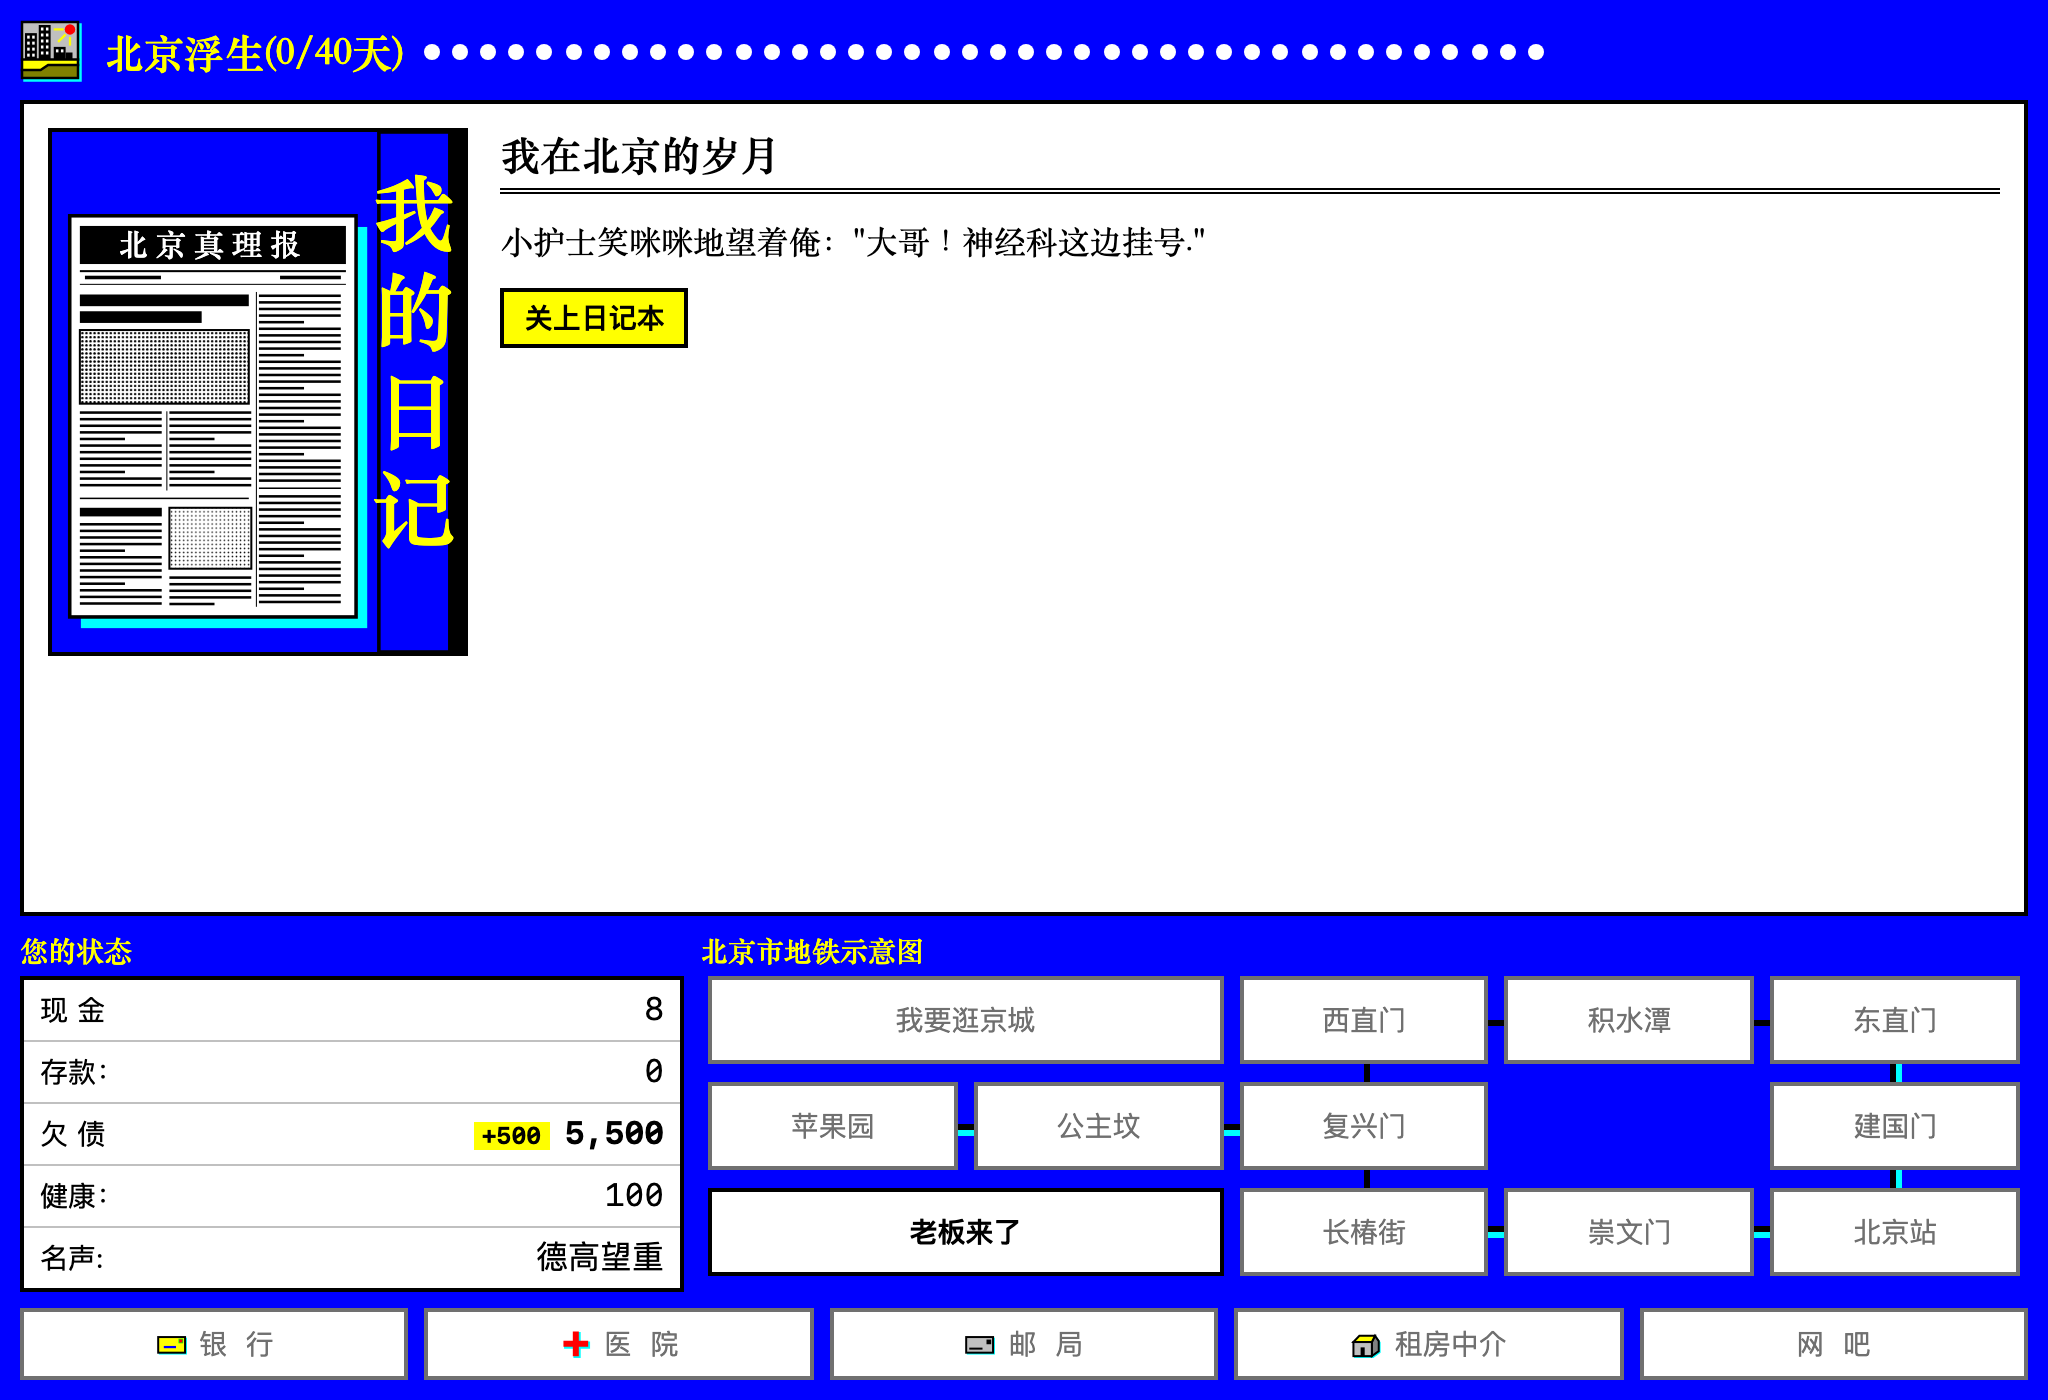 北京浮生(0/40天)
我的日记
北京真理报
我在北京的岁月
小护士笑咪咪地望着俺："大哥！神经科这边挂号."
关上日记本
您的状态
现 金 8
存款： 0
欠 债 +500 5,500
健康： 100
名声： 德高望重
北京市地铁示意图
我要逛京城 西直门 积水潭 东直门
苹果园 公主坟 复兴门 建国门
老板来了 长椿街 崇文门 北京站
银 行 医 院 邮 局 租房中介 网 吧